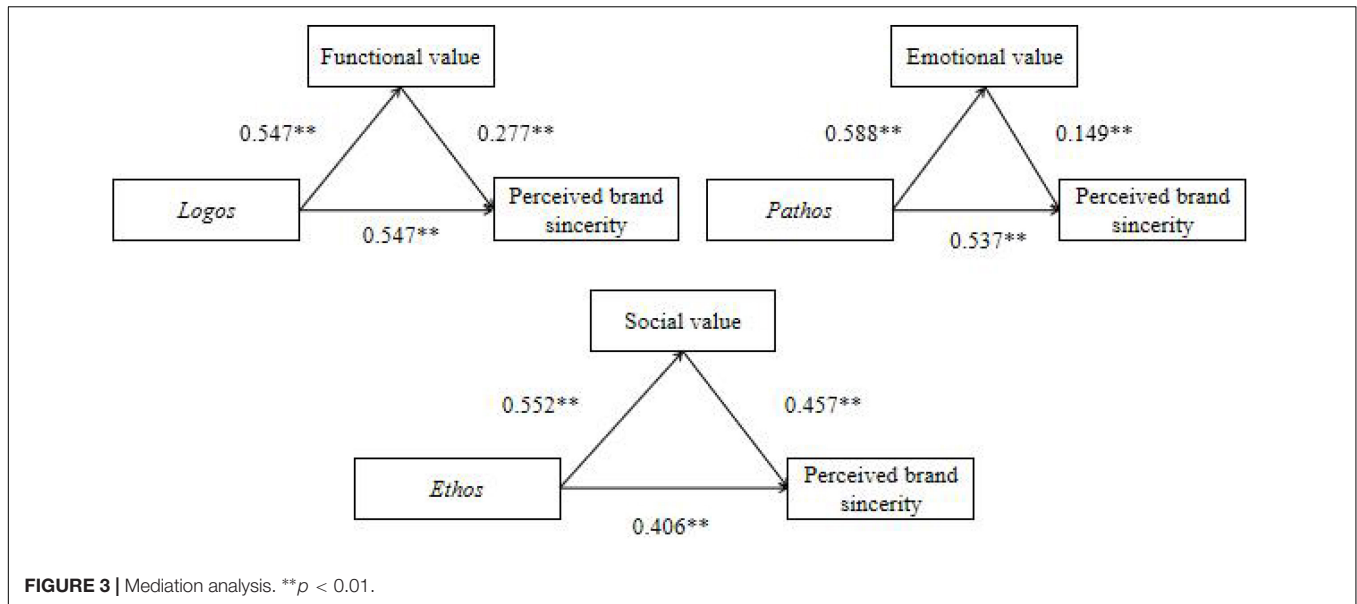 Functional value
0.547**
0.277**
Logos
Perceived brand
sincerity
0.547**
Emotional value
0.588**
0.149**
Pathos
Perceived brand
sincerity
0.537**
Social value
0.552**
0.457**
Ethos
Perceived brand
sincerity
0.406**
FIGURE 3 | Mediation analysis. **p < 0.01.